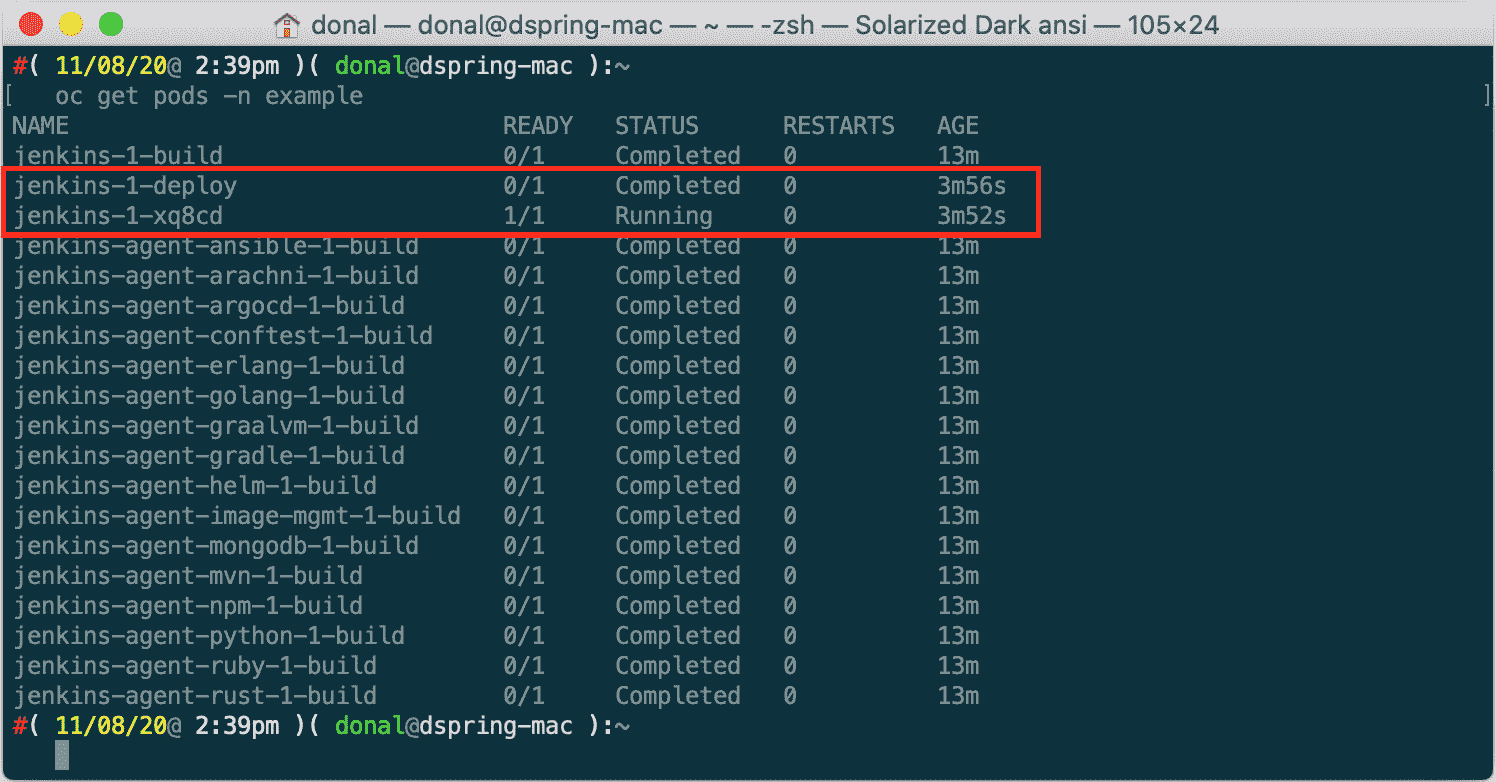 donal — donal@dspring-mac — ~ — -zsh — Solarized Dark ansi — 105×24
#( 11/08/20@ 2:39pm )( donal@dspring-mac ):~
[   oc get pods -n example ]
NAME READY STATUS RESTARTS AGE
jenkins-1-build 0/1 Completed 0 13m
jenkins-1-deploy 0/1 Completed 0 3m56s
jenkins-1-xq8cd 1/1 Running 0 3m52s
jenkins-agent-ansible-1-build 0/1 Completed 0 13m
jenkins-agent-arachni-1-build 0/1 Completed 0 13m
jenkins-agent-argocd-1-build 0/1 Completed 0 13m
jenkins-agent-conftest-1-build 0/1 Completed 0 13m
jenkins-agent-erlang-1-build 0/1 Completed 0 13m
jenkins-agent-golang-1-build 0/1 Completed 0 13m
jenkins-agent-graalvm-1-build 0/1 Completed 0 13m
jenkins-agent-gradle-1-build 0/1 Completed 0 13m
jenkins-agent-helm-1-build 0/1 Completed 0 13m
jenkins-agent-image-mgmt-1-build 0/1 Completed 0 13m
jenkins-agent-mongodb-1-build 0/1 Completed 0 13m
jenkins-agent-mvn-1-build 0/1 Completed 0 13m
jenkins-agent-npm-1-build 0/1 Completed 0 13m
jenkins-agent-python-1-build 0/1 Completed 0 13m
jenkins-agent-ruby-1-build 0/1 Completed 0 13m
jenkins-agent-rust-1-build 0/1 Completed 0 13m
#( 11/08/20@ 2:39pm )( donal@dspring-mac ):~